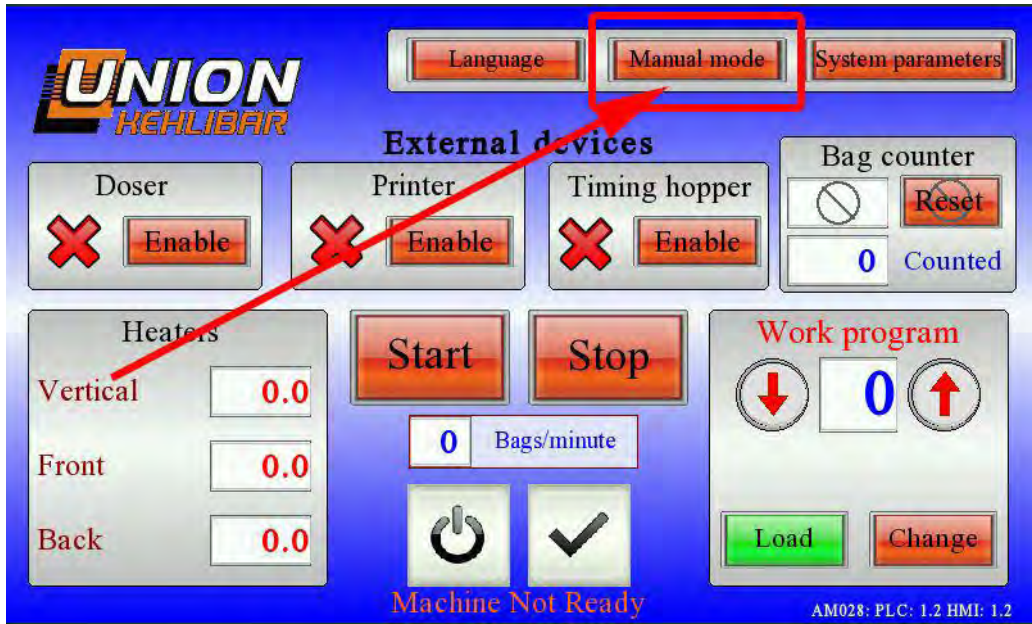 UNION
KEHLIBAR
Language
Manual mode
System parameters
External devices
Doser
Enable
Printer
Enable
Timing hopper
Enable
Bag counter
Reset
0 Counted
Heaters
Vertical 0.0
Front 0.0
Back 0.0
Start
Stop
0 Bags/minute
Machine Not Ready
Work program
0
Load
Change
AM028: PLC: 1.2 HMI: 1.2